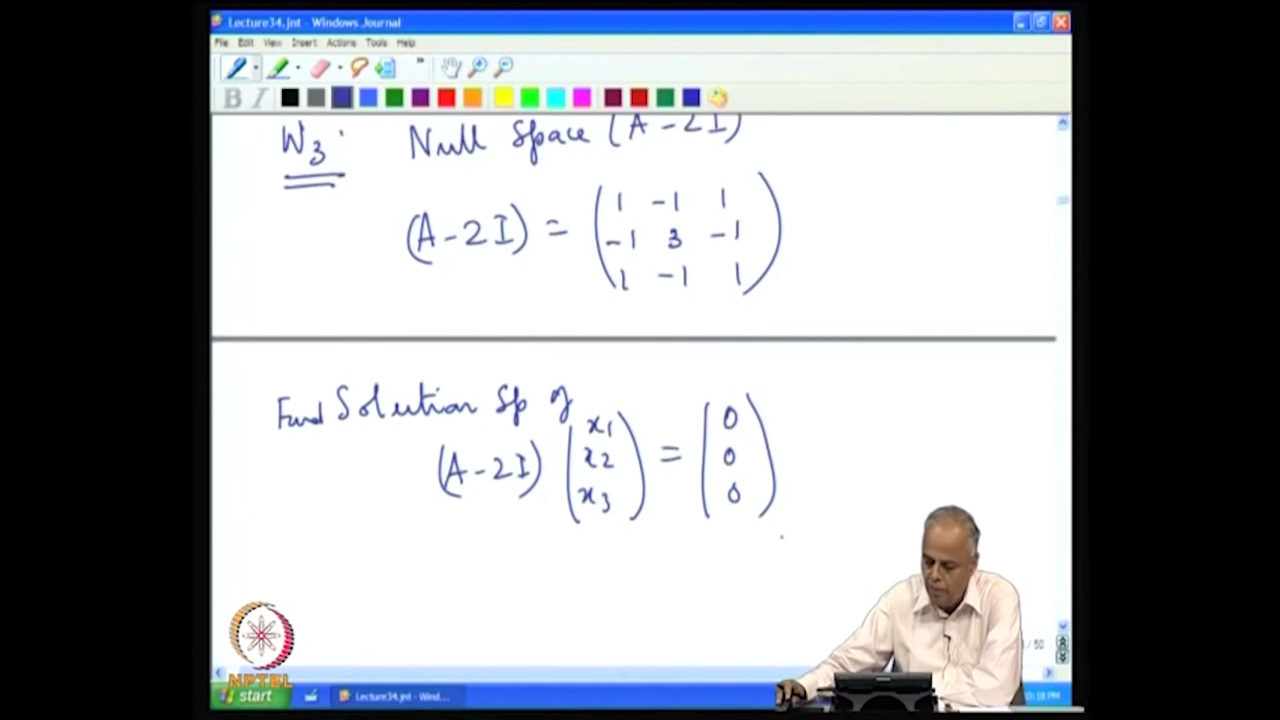 Lecture34.jnt - Windows Journal
File Edit View Insert Actions Tools Help
B I
W3: Null Space (A - 2I)
(A - 2I) = ( 1 -1 1
-1 3 -1
1 -1 1 )
Find Solution Sp of
(A - 2I) ( x1 x2 x3 ) = ( 0 0 0 )
/ 50
NPTEL
start Lecture34.jnt - Wind...